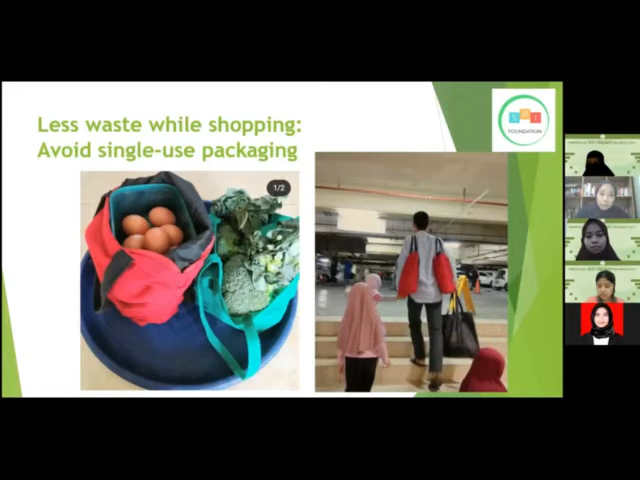 Less waste while shopping:
Avoid single-use packaging
1/2
FOUNDATION